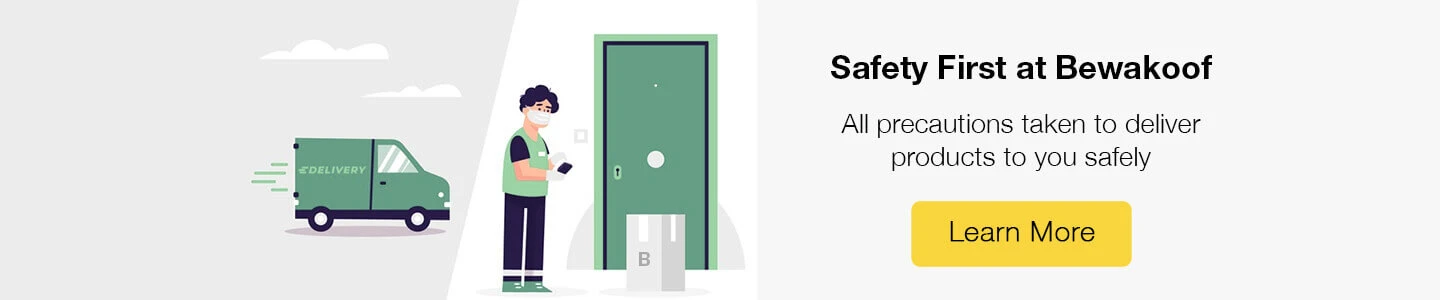 DELIVERY
B
Safety First at Bewakoof
All precautions taken to deliver
products to you safely
Learn More